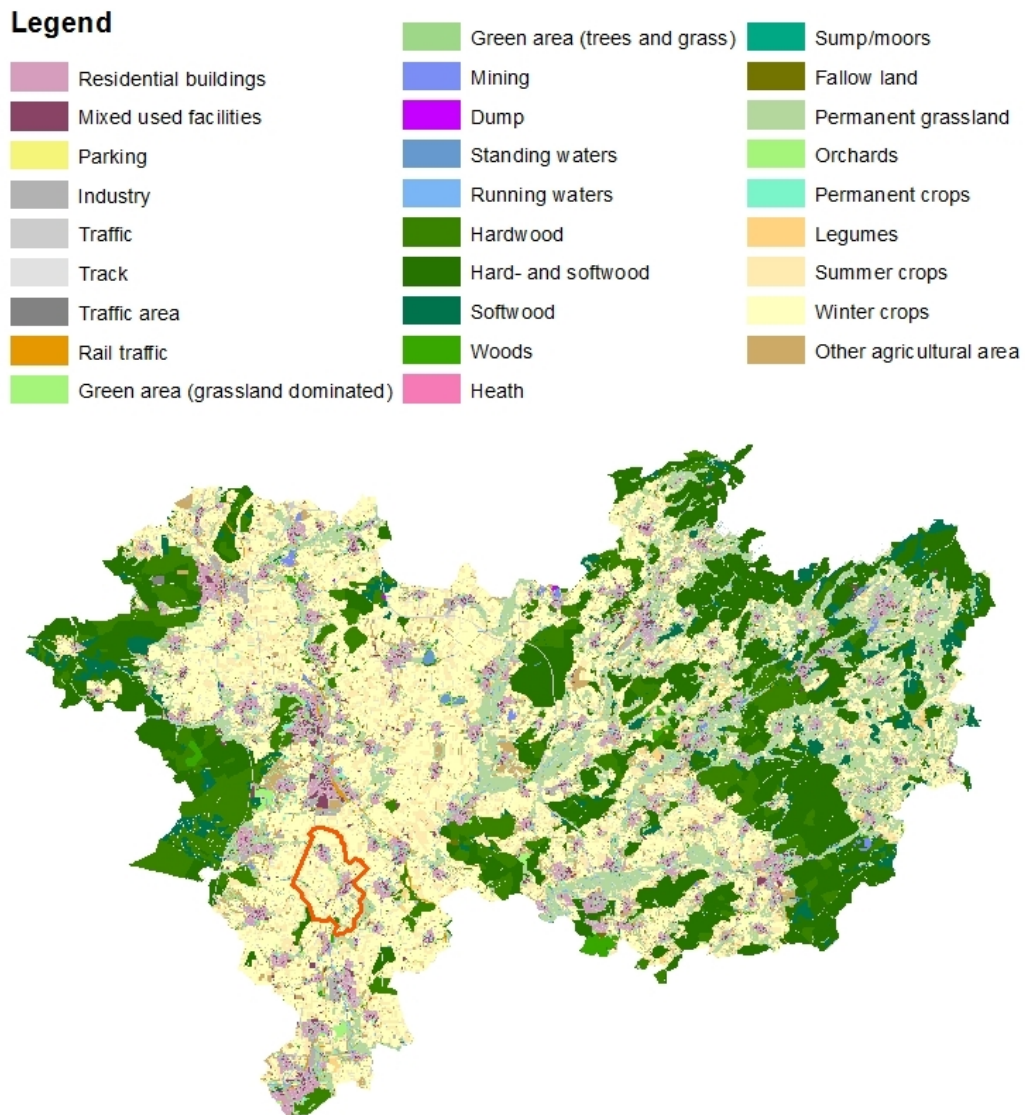 Legend
Residential buildings
Mixed used facilities
Parking
Industry
Traffic
Track
Traffic area
Rail traffic
Green area (grassland dominated)
Green area (trees and grass)
Mining
Dump
Standing waters
Running waters
Hardwood
Hard- and softwood
Softwood
Woods
Heath
Sump/moors
Fallow land
Permanent grassland
Orchards
Permanent crops
Legumes
Summer crops
Winter crops
Other agricultural area